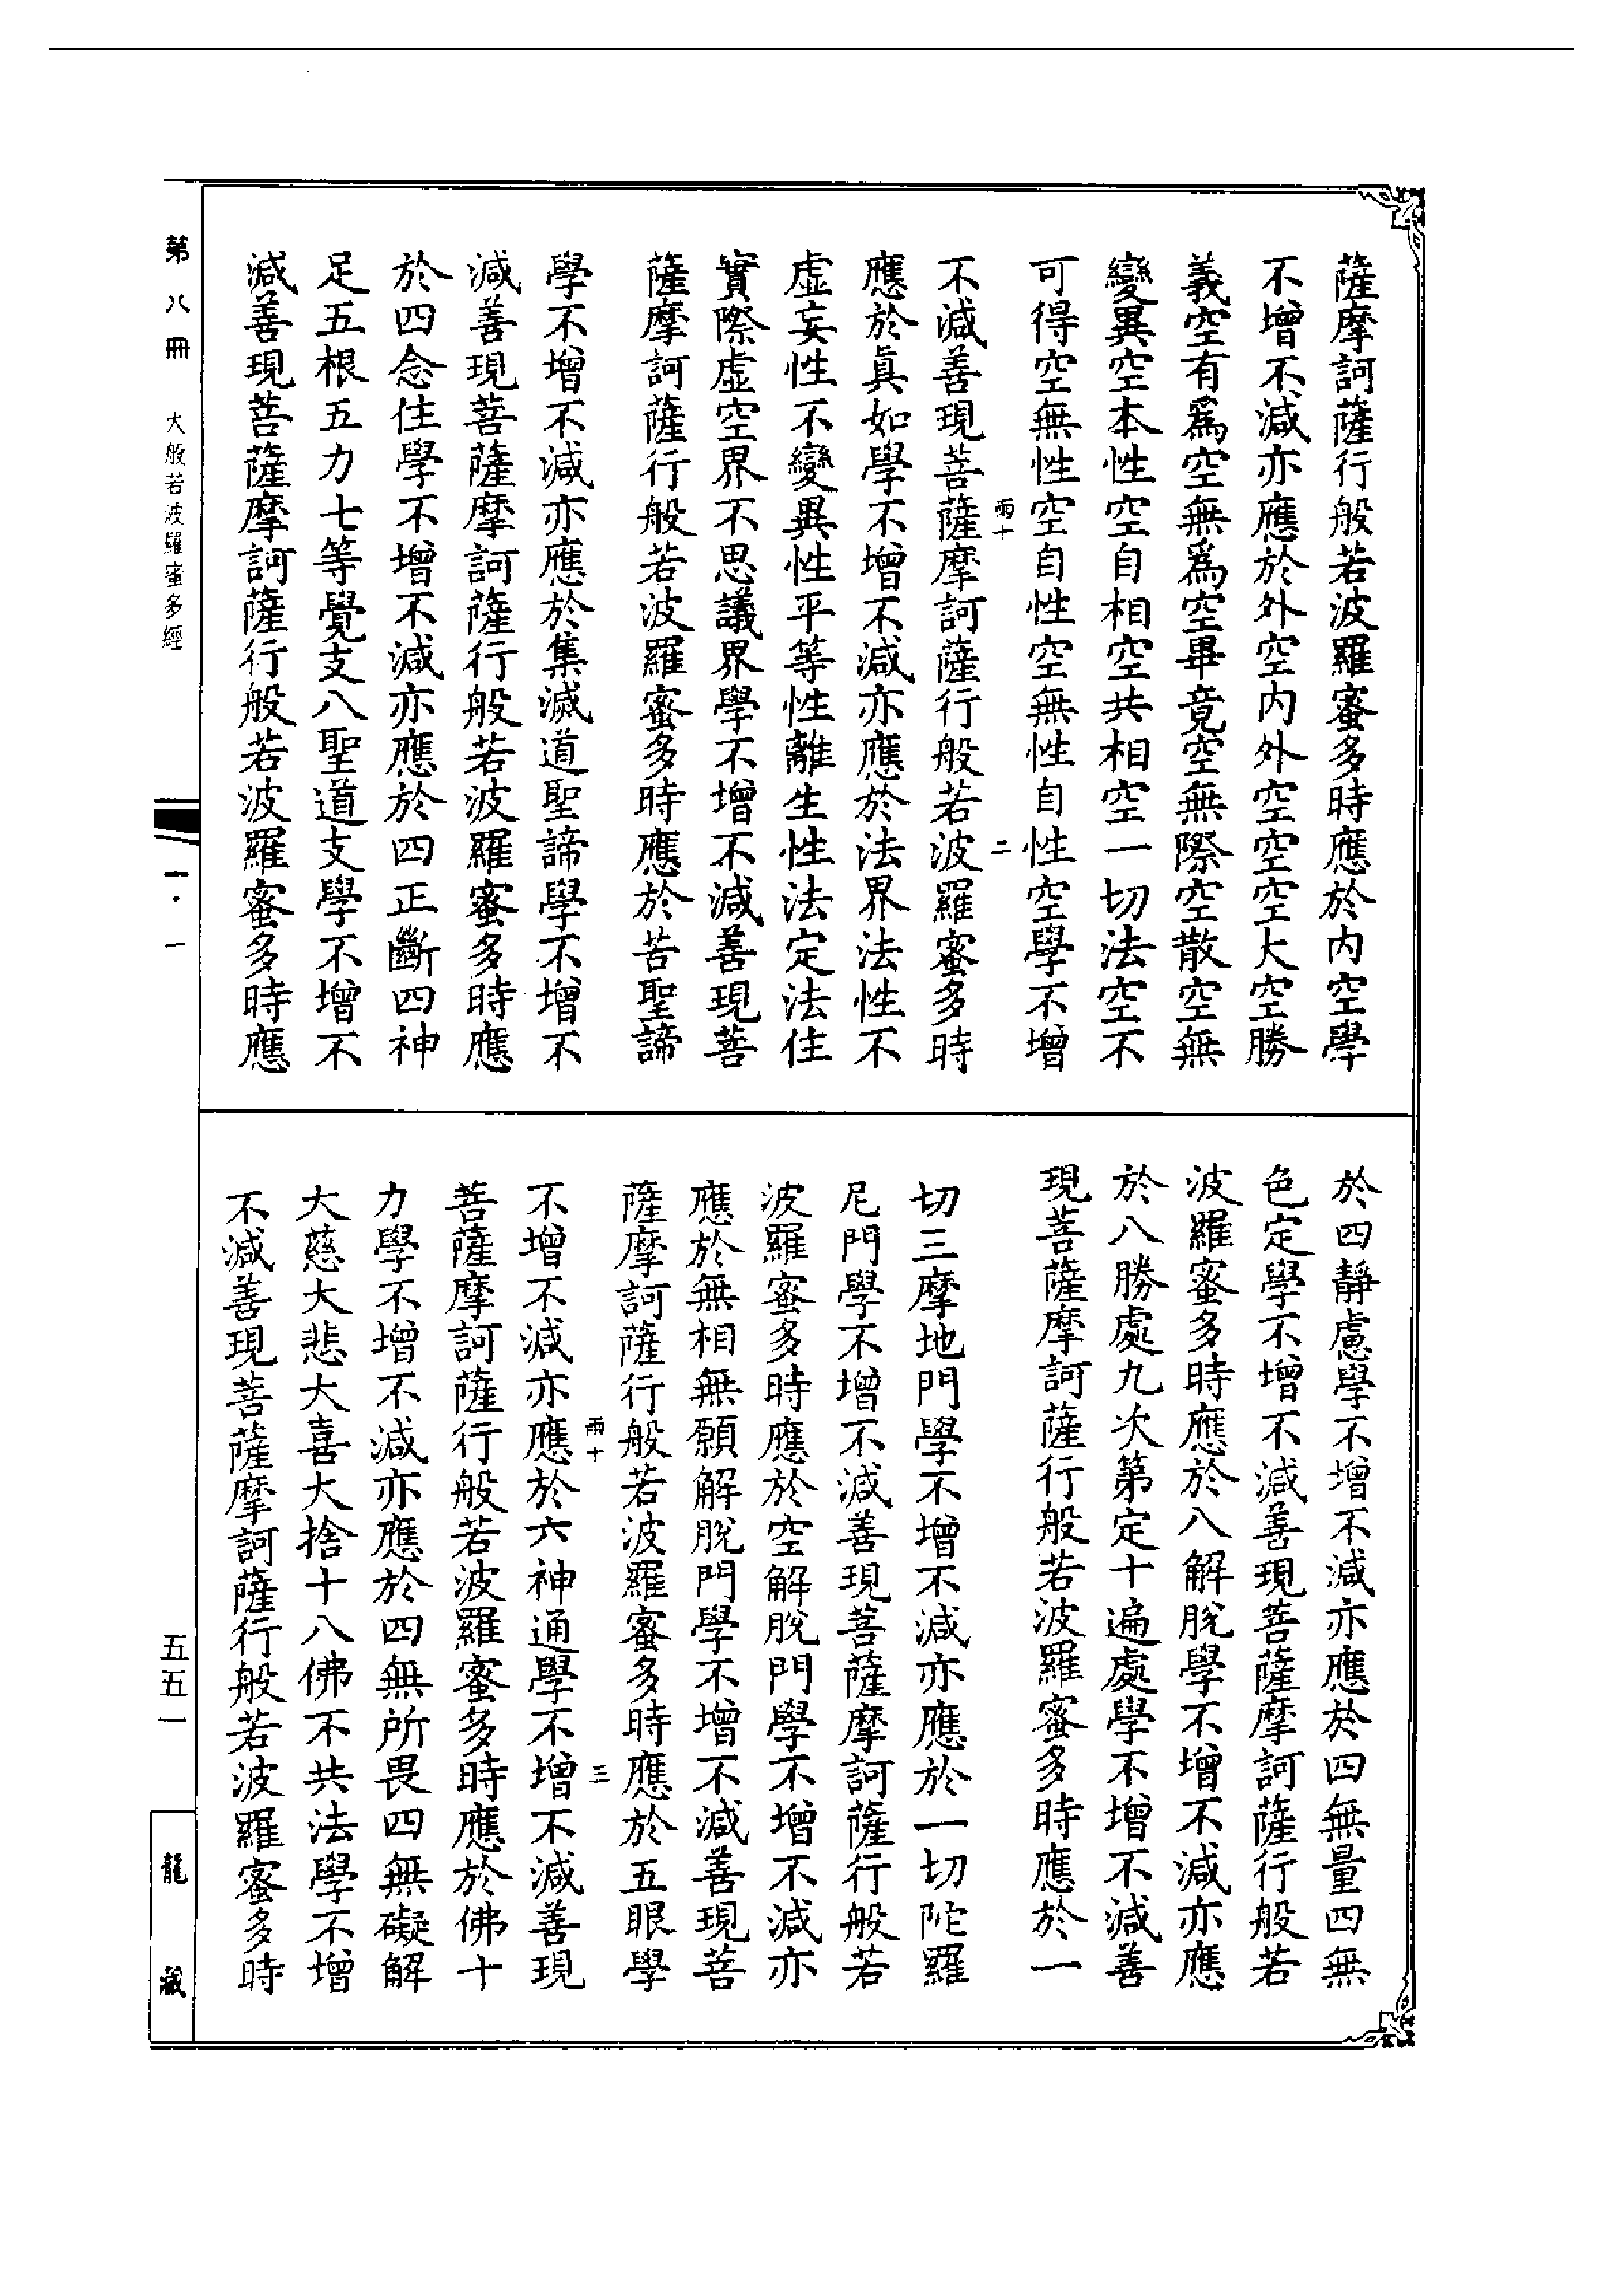 薩摩訶薩行般若波羅蜜多時應於内空學
不增不減亦應於外空内外空空空大空勝
義空有爲空無爲空畢竟空無際空散空無
變異空本性空自相空共相空一切法空不
可得空無性空自性空無性自性空學不增
雨十
二
不減善現菩薩摩訶薩行般若波羅蜜多時
應於眞如學不增不減亦應於法界法性不
虛妄性不變異性平等性離生性法定法住
實際虛空界不思議界學不增不減善現菩
薩摩訶薩行般若波羅蜜多時應於苦聖諦
學不增不減亦應於集滅道聖諦學不增不
減善現菩薩摩訶薩行般若波羅蜜多時應
於四念住學不增不減亦應於四正斷四神
足五根五力七等覺支八聖道支學不增不
減善現菩薩摩訶薩行般若波羅蜜多時應
於四靜慮學不增不減亦應於四無量四無
色定學不增不減善現菩薩摩訶薩行般若
波羅蜜多時應於八解脫學不增不減亦應
於八勝處九次第定十遍處學不增不減善
現菩薩摩訶薩行般若波羅蜜多時應於一
切三摩地門學不增不減亦應於一切陀羅
尼門學不增不減善現菩薩摩訶薩行般若
波羅蜜多時應於空解脫門學不增不減亦
應於無相無願解脫門學不增不減善現菩
薩摩訶薩行般若波羅蜜多時應於五眼學
雨十
三
不增不減亦應於六神通學不增不減善現
菩薩摩訶薩行般若波羅蜜多時應於佛十
力學不增不減亦應於四無所畏四無礙解
大慈大悲大喜大捨十八佛不共法學不增
不減善現菩薩摩訶薩行般若波羅蜜多時
第八冊 大般若波羅蜜多經
一·一
五五一
龍藏